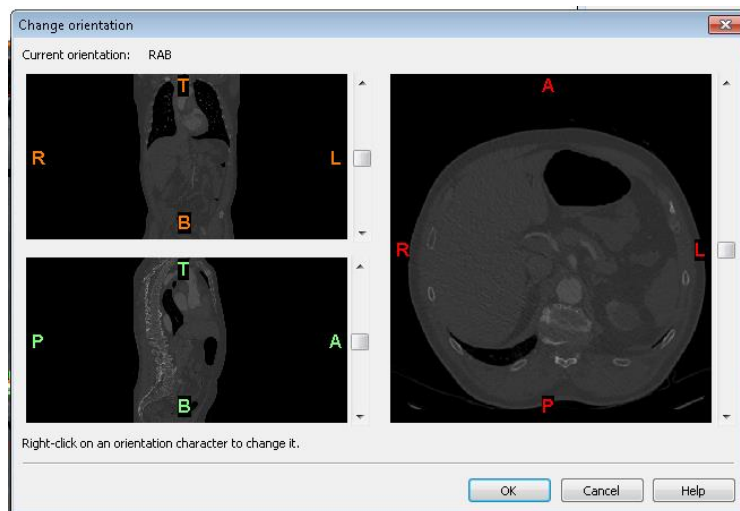 Change orientation
Current orientation: RAB
T
R L
B
T
P A
B
A
R L
P
Right-click on an orientation character to change it.
OK Cancel Help